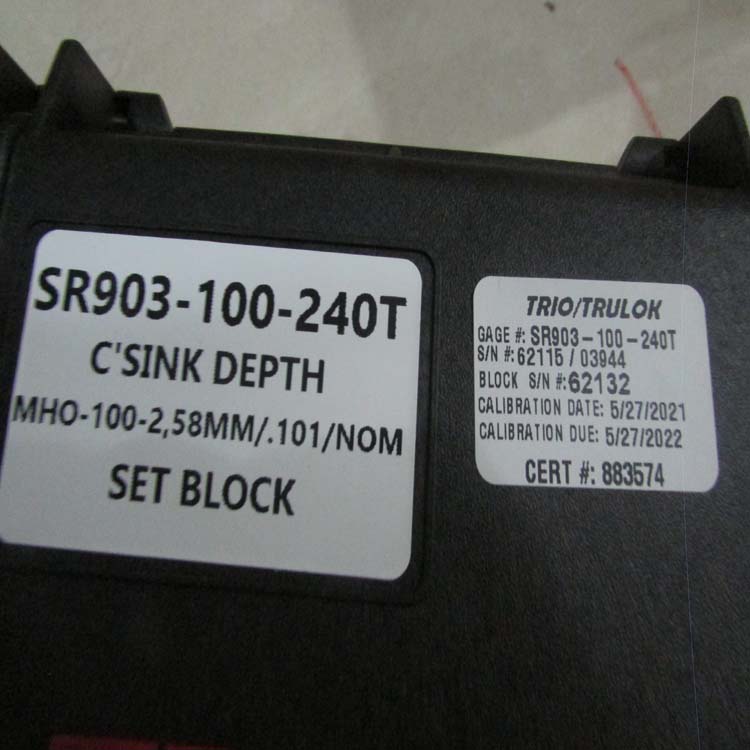 SR903-100-240T
C'SINK DEPTH
MHO-100-2,58MM/.101/NOM
SET BLOCK
TRIO/TRULOK
GAGE #: SR903-100-240T
S/N #: 62115 / 03944
BLOCK S/N #: 62132
CALIBRATION DATE: 5/27/2021
CALIBRATION DUE: 5/27/2022
CERT #: 883574